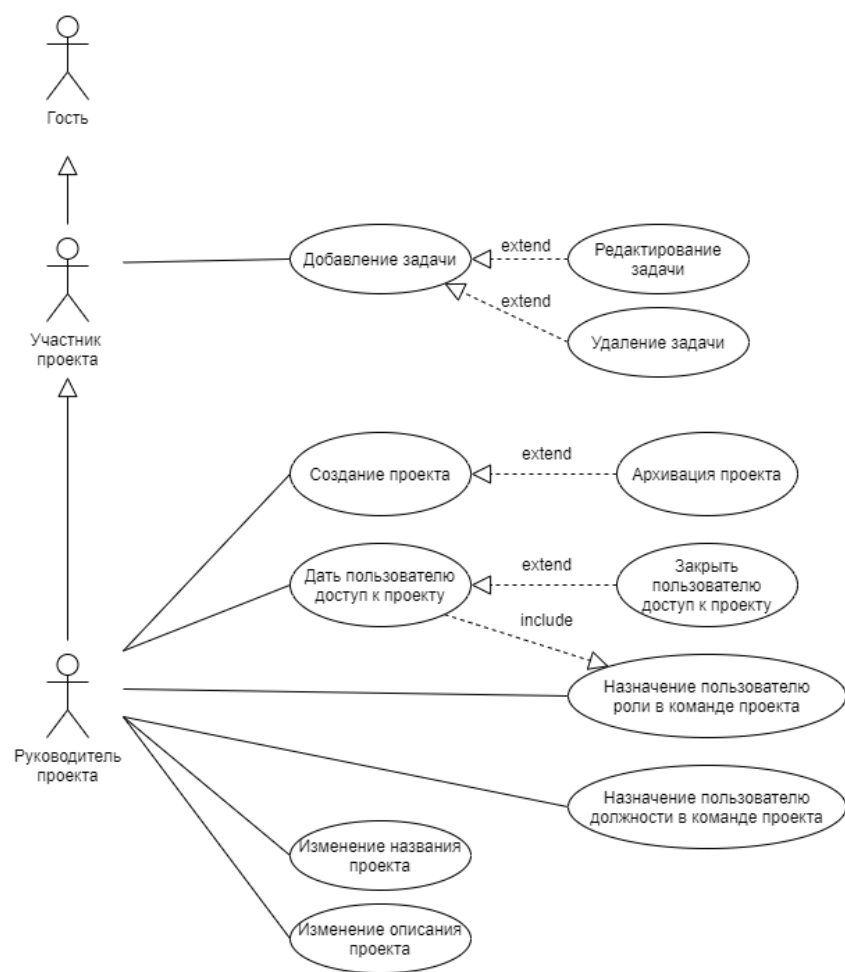 Гость
Добавление задачи
extend
Редактирование
задачи
extend
Участник
проекта
Удаление задачи
Создание проекта
extend
Архивация проекта
Дать пользователю
доступ к проекту
extend
Закрыть
пользователю
доступ к проекту
include
Назначение пользователю
роли в команде проекта
Руководитель
проекта
Назначение пользователю
должности в команде проекта
Изменение названия
проекта
Изменение описания
проекта